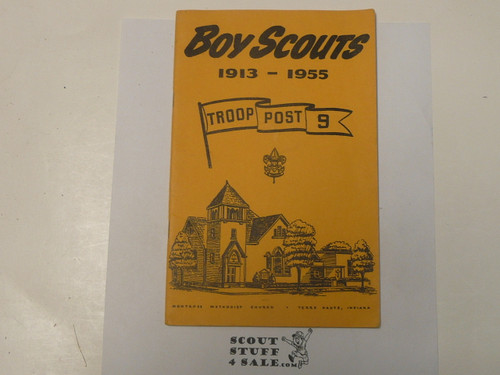 BOY SCOUTS
1913 - 1955
TROOP POST 9
METHODIST CHURCH • TERRE HAUTE, INDIANA
SCOUT
STUFF
4 SALE.com